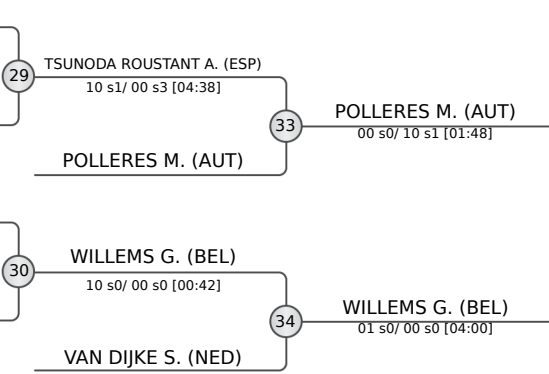 29
TSUNODA ROUSTANT A. (ESP)
10 s1/ 00 s3 [04:38]
33
POLLERES M. (AUT)
00 s0/ 10 s1 [01:48]
POLLERES M. (AUT)
30
WILLEMS G. (BEL)
10 s0/ 00 s0 [00:42]
34
WILLEMS G. (BEL)
01 s0/ 00 s0 [04:00]
VAN DIJKE S. (NED)